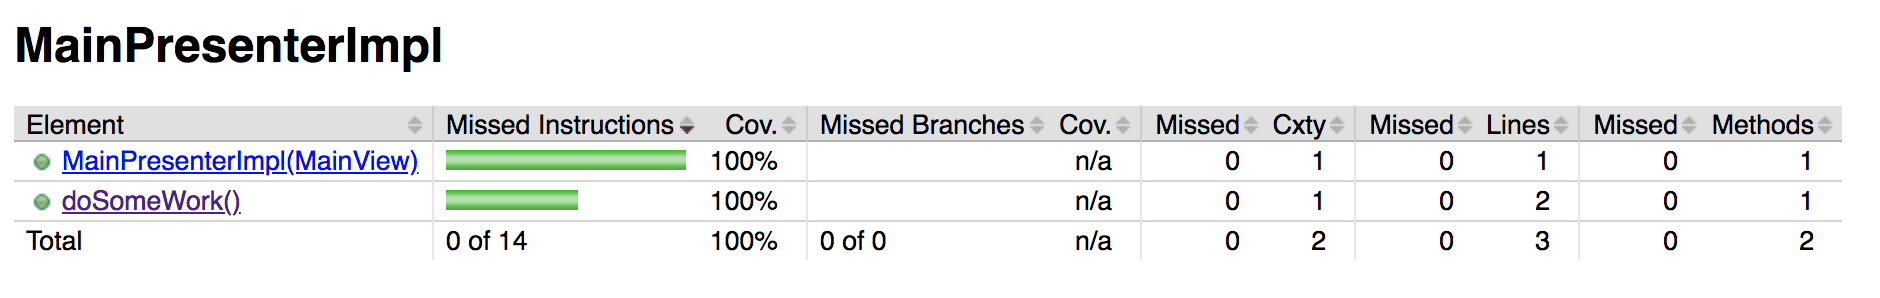 MainPresenterImpl
Element Missed Instructions Cov. Missed Branches Cov. Missed Cxty Missed Lines Missed Methods
MainPresenterImpl(MainView) 100% n/a 0 1 0 1 0 1
doSomeWork() 100% n/a 0 1 0 2 0 1
Total 0 of 14 100% 0 of 0 n/a 0 2 0 3 0 2